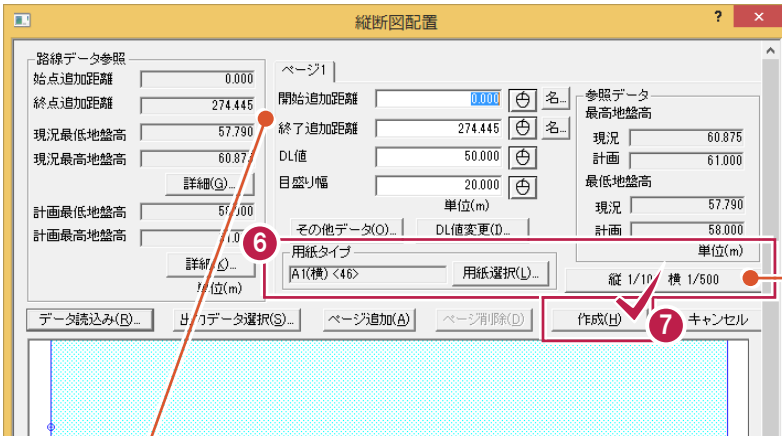 縦断図配置
? ×
路線データ参照
始点追加距離 0.000
終点追加距離 274.445
現況最低地盤高 57.790
現況最高地盤高 60.875
詳細(G)...
計画最低地盤高
計画最高地盤高
単位(m)
ページ1
開始追加距離 0.000 名...
終了追加距離 274.445 名...
DL値 50.000
目盛り幅 20.000
単位(m)
その他データ(O)... DL値変更(I)...
参照データ
最高地盤高
現況 60.875
計画 61.000
最低地盤高
現況 57.790
計画 58.000
単位(m)
6
用紙タイプ
A1(横) <46> 用紙選択(L)...
縦 1/10 横 1/500
データ読込み(R)... 出力データ選択(S)... ページ追加(A) ページ削除(D) 作成(H) 7 キャンセル